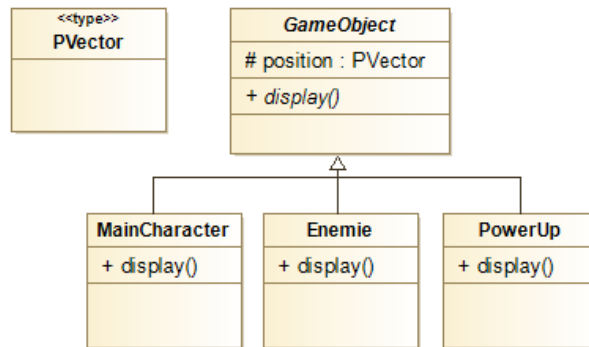 <<type>>
PVector
GameObject
# position : PVector
+ display()
MainCharacter
+ display()
Enemie
+ display()
PowerUp
+ display()